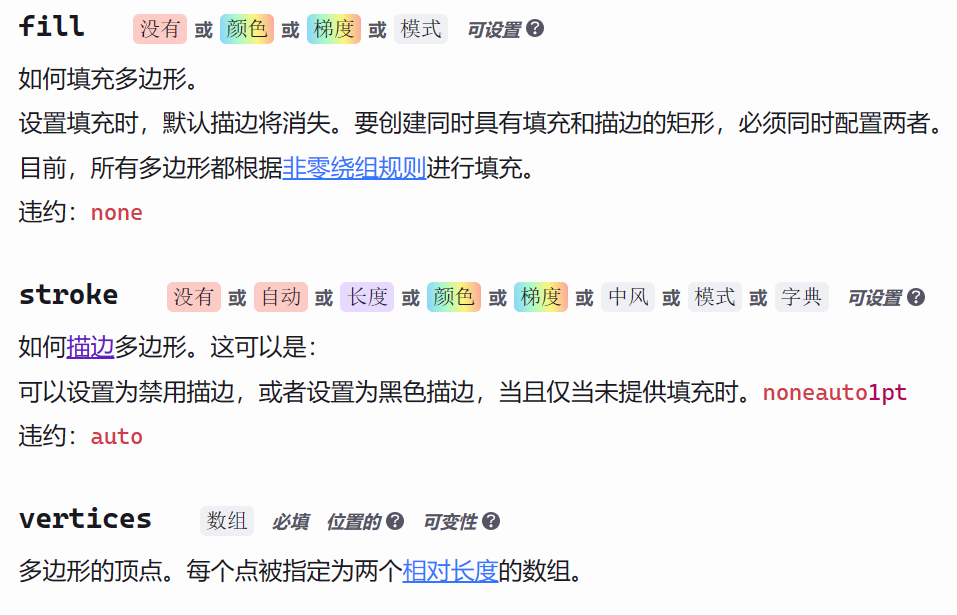 fill 没有 或 颜色 或 梯度 或 模式 可设置 ?
如何填充多边形。
设置填充时，默认描边将消失。要创建同时具有填充和描边的矩形，必须同时配置两者。
目前，所有多边形都根据非零绕组规则进行填充。
违约：none
stroke 没有 或 自动 或 长度 或 颜色 或 梯度 或 中风 或 模式 或 字典 可设置 ?
如何描边多边形。这可以是：
可以设置为禁用描边，或者设置为黑色描边，当且仅当未提供填充时。noneauto1pt
违约：auto
vertices 数组 必填 位置的 ? 可变性 ?
多边形的顶点。每个点被指定为两个相对长度的数组。